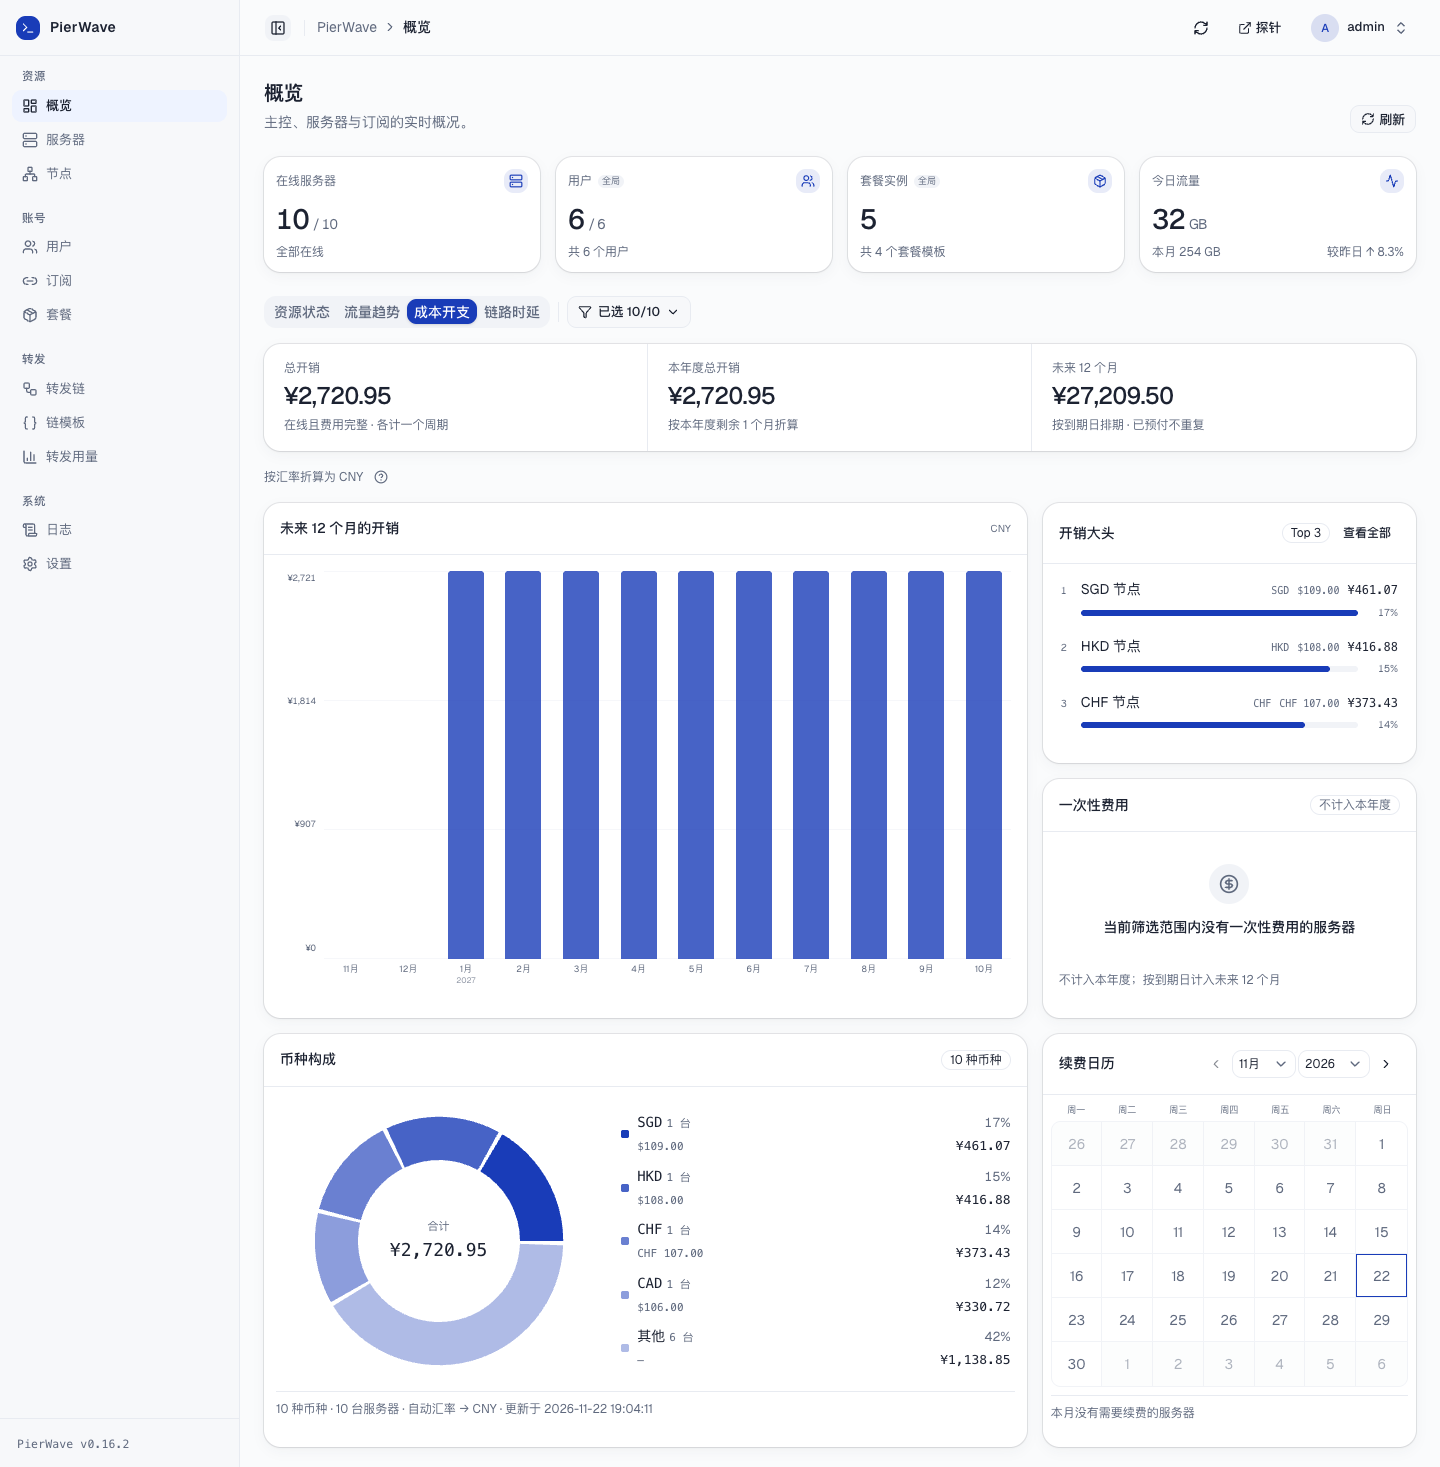 PierWave
资源
概览
服务器
节点
账号
用户
订阅
套餐
转发
转发链
链模板
转发用量
系统
日志
设置
PierWave v0.16.2
PierWave > 概览
探针
A admin
概览
主控、服务器与订阅的实时概况。
刷新
在线服务器
10 / 10
全部在线
用户 全局
6 / 6
共 6 个用户
套餐实例 全局
5
共 4 个套餐模板
今日流量
32 GB
本月 254 GB 较昨日 ↑ 8.3%
资源状态 流量趋势 成本开支 链路时延 已选 10/10
总开销
¥2,720.95
在线且费用完整 · 各计一个周期
本年度总开销
¥2,720.95
按本年度剩余 1 个月折算
未来 12 个月
¥27,209.50
按到期日排期 · 已预付不重复
按汇率折算为 CNY
未来 12 个月的开销 CNY
¥2,721
¥1,814
¥907
¥0
11月 12月 1月 2月 3月 4月 5月 6月 7月 8月 9月 10月
2027
开销大头 Top 3 查看全部
1 SGD 节点 SGD $109.00 ¥461.07
17%
2 HKD 节点 HKD $108.00 ¥416.88
15%
3 CHF 节点 CHF CHF 107.00 ¥373.43
14%
一次性费用 不计入本年度
当前筛选范围内没有一次性费用的服务器
不计入本年度；按到期日计入未来 12 个月
币种构成 10 种币种
合计
¥2,720.95
SGD 1 台 17%
$109.00 ¥461.07
HKD 1 台 15%
$108.00 ¥416.88
CHF 1 台 14%
CHF 107.00 ¥373.43
CAD 1 台 12%
$106.00 ¥330.72
其他 6 台 42%
— ¥1,138.85
10 种币种 · 10 台服务器 · 自动汇率 → CNY · 更新于 2026-11-22 19:04:11
续费日历 11月 2026
周一 周二 周三 周四 周五 周六 周日
26 27 28 29 30 31 1
2 3 4 5 6 7 8
9 10 11 12 13 14 15
16 17 18 19 20 21 22
23 24 25 26 27 28 29
30 1 2 3 4 5 6
本月没有需要续费的服务器